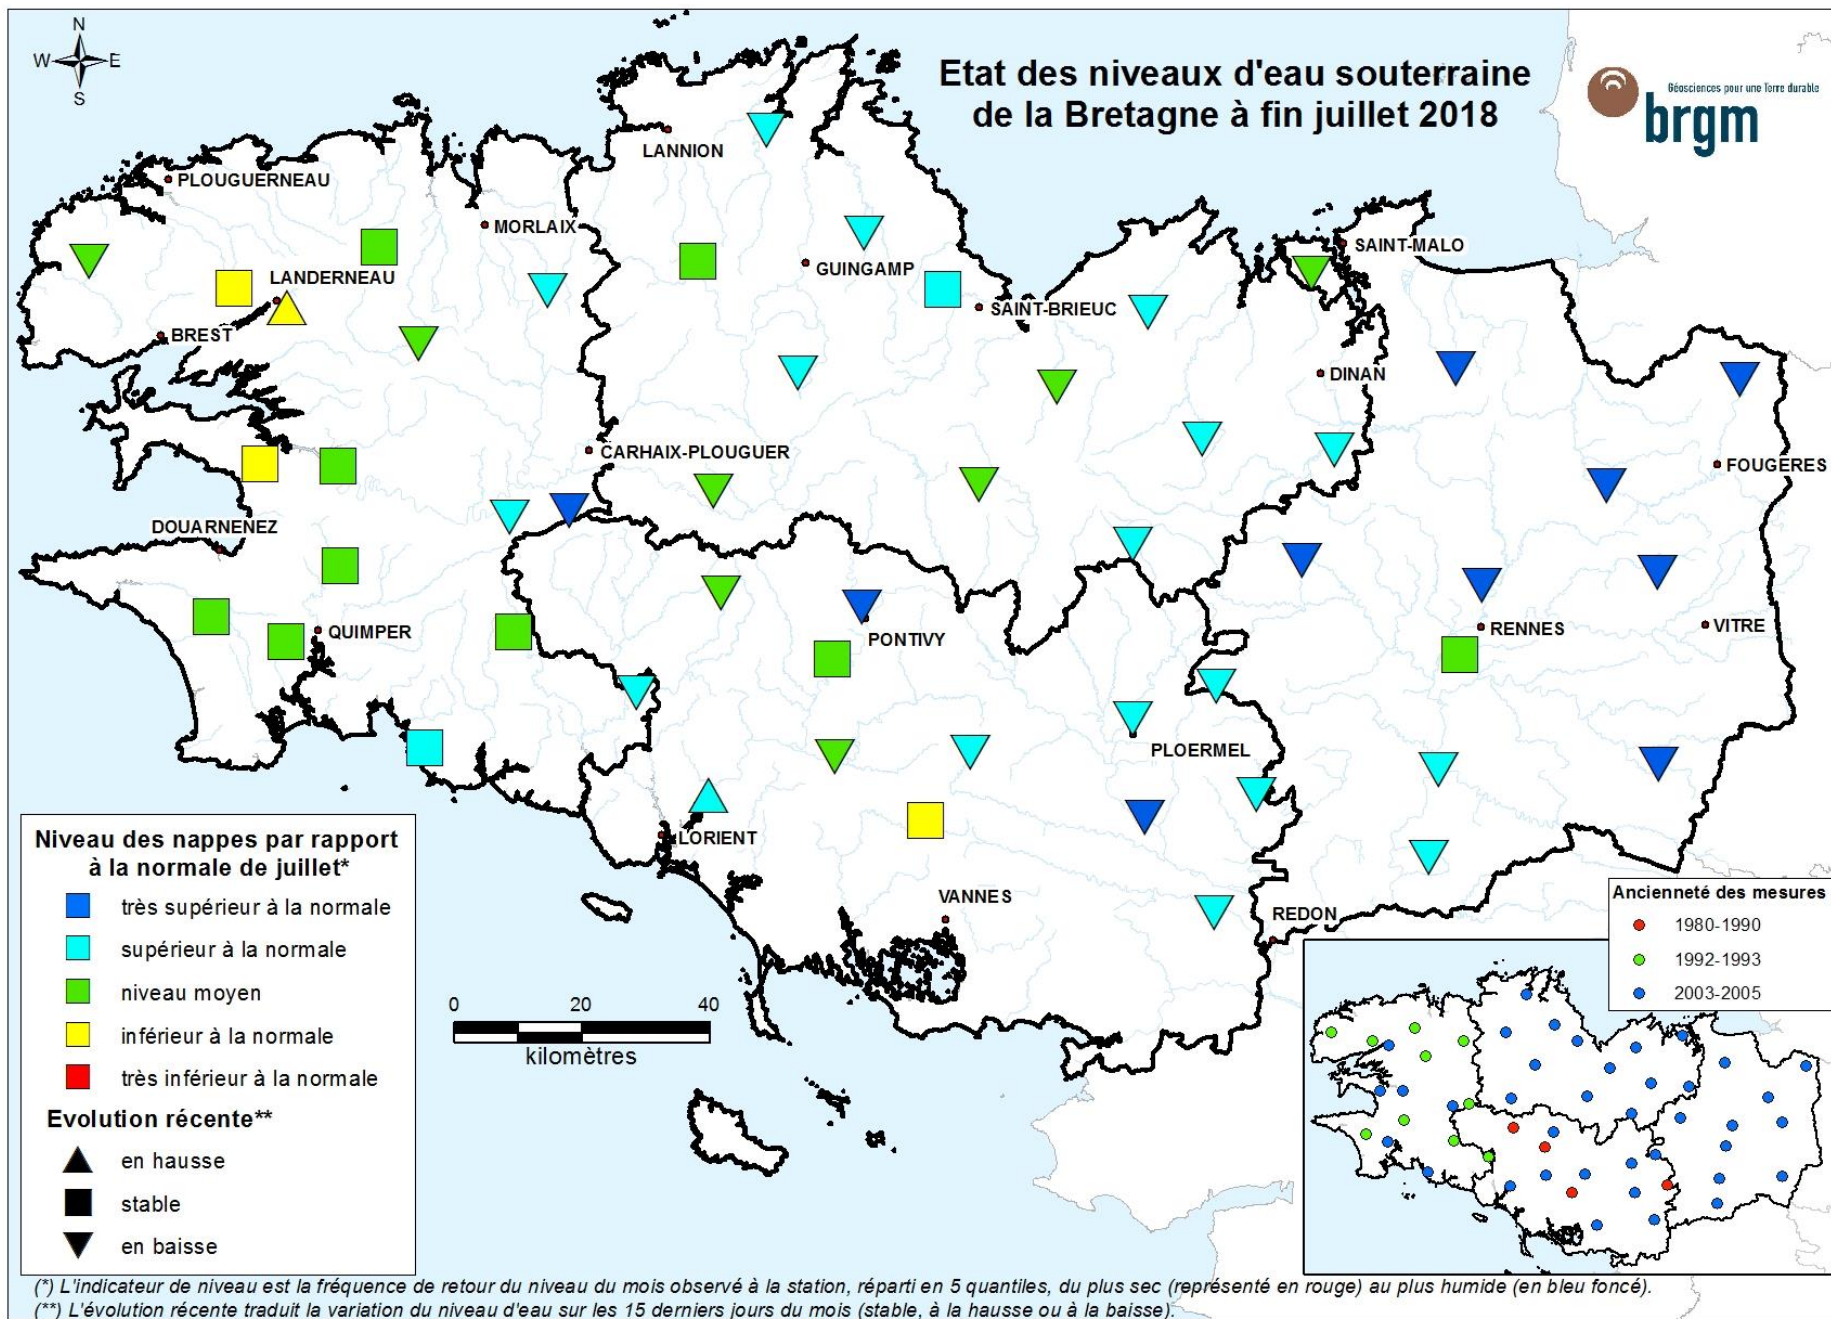 N
W E
S
Etat des niveaux d'eau souterraine
de la Bretagne à fin juillet 2018
Géosciences pour une Terre durable
brgm
LANNION
PLOUGUERNEAU
MORLAIX
SAINT-MALO
GUINGAMP
LANDERNEAU
SAINT-BRIEUC
BREST
DINAN
CARHAIX-PLOUGUER
FOUGERES
DOUARNENEZ
QUIMPER
PONTIVY
RENNES
VITRE
PLOERMEL
LORIENT
VANNES
REDON
Niveau des nappes par rapport
à la normale de juillet*
très supérieur à la normale
supérieur à la normale
niveau moyen
inférieur à la normale
très inférieur à la normale
Evolution récente**
en hausse
stable
en baisse
0 20 40
kilomètres
Ancienneté des mesures
1980-1990
1992-1993
2003-2005
(*) L'indicateur de niveau est la fréquence de retour du niveau du mois observé à la station, réparti en 5 quantiles, du plus sec (représenté en rouge) au plus humide (en bleu foncé).
(**) L'évolution récente traduit la variation du niveau d'eau sur les 15 derniers jours du mois (stable, à la hausse ou à la baisse).